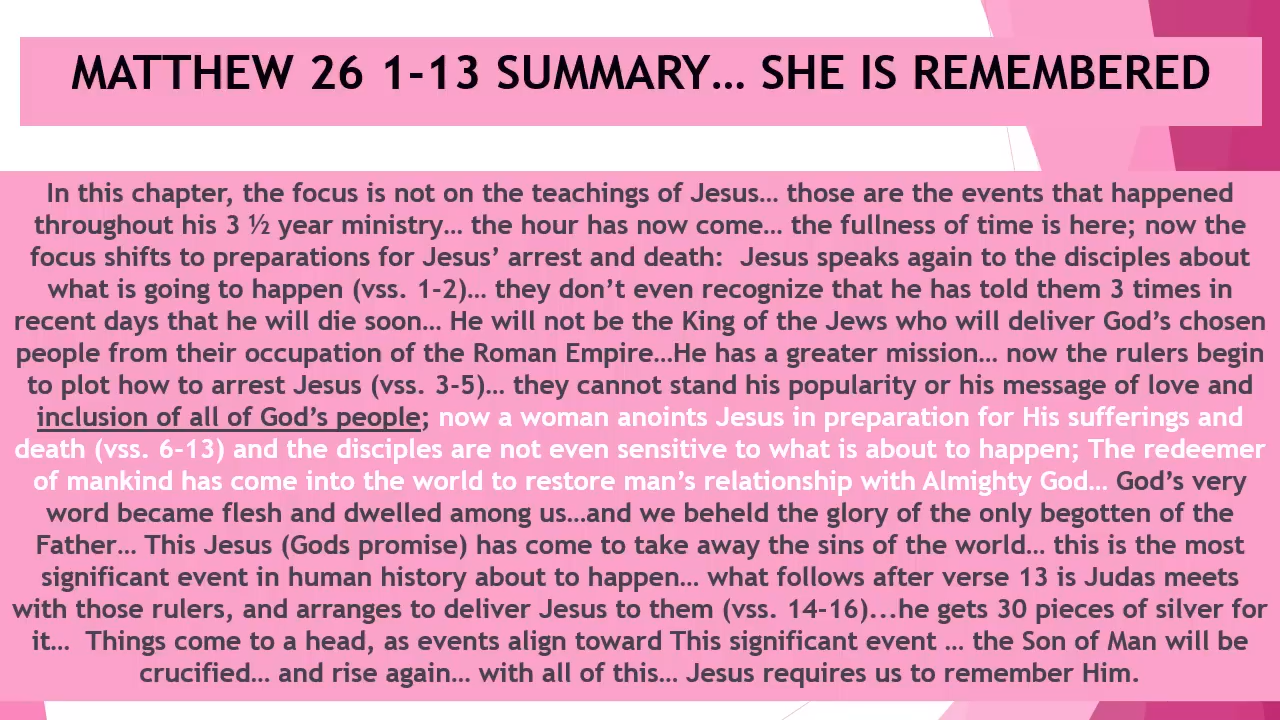 MATTHEW 26 1-13 SUMMARY… SHE IS REMEMBERED
In this chapter, the focus is not on the teachings of Jesus… those are the events that happened
throughout his 3 ½ year ministry… the hour has now come… the fullness of time is here; now the
focus shifts to preparations for Jesus’ arrest and death:  Jesus speaks again to the disciples about
what is going to happen (vss. 1-2)… they don’t even recognize that he has told them 3 times in
recent days that he will die soon… He will not be the King of the Jews who will deliver God’s chosen
people from their occupation of the Roman Empire…He has a greater mission… now the rulers begin
to plot how to arrest Jesus (vss. 3-5)… they cannot stand his popularity or his message of love and
inclusion of all of God’s people; now a woman anoints Jesus in preparation for His sufferings and
death (vss. 6-13) and the disciples are not even sensitive to what is about to happen; The redeemer
of mankind has come into the world to restore man’s relationship with Almighty God… God’s very
word became flesh and dwelled among us…and we beheld the glory of the only begotten of the
Father… This Jesus (Gods promise) has come to take away the sins of the world… this is the most
significant event in human history about to happen… what follows after verse 13 is Judas meets
with those rulers, and arranges to deliver Jesus to them (vss. 14-16)...he gets 30 pieces of silver for
it…  Things come to a head, as events align toward This significant event … the Son of Man will be
crucified… and rise again… with all of this… Jesus requires us to remember Him.